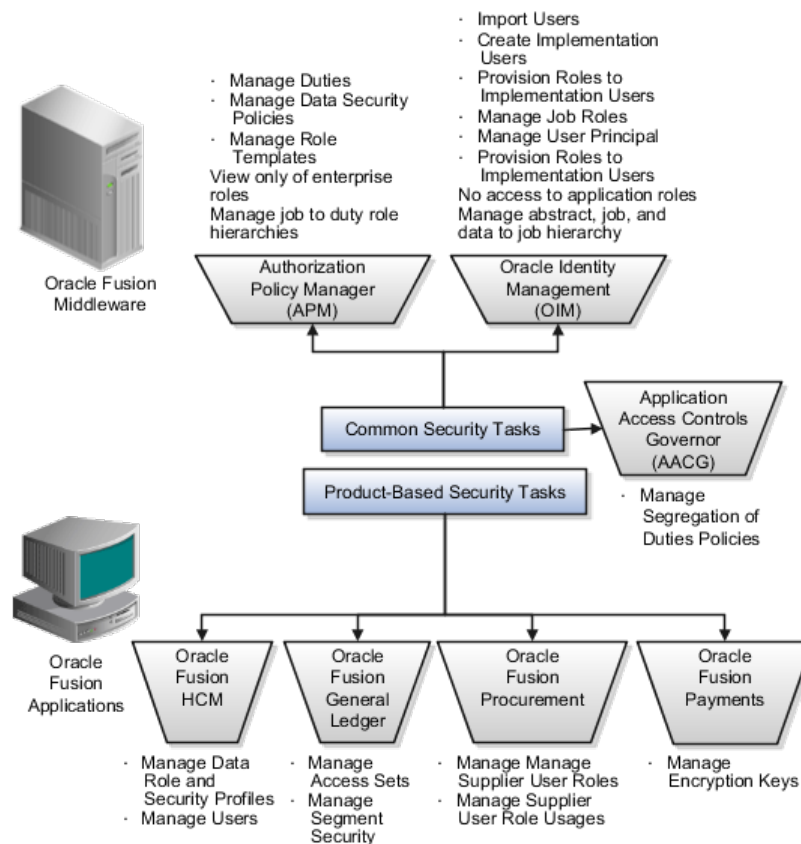 · Import Users
· Create Implementation
Users
· Provision Roles to
Implementation Users
· Manage Job Roles
· Manage User Principal
· Provision Roles to
Implementation Users
No access to application roles
Manage abstract, job, and
data to job hierarchy
· Manage Duties
· Manage Data Security
Policies
· Manage Role
Templates
View only of enterprise
roles
Manage job to duty role
hierarchies
Oracle Fusion
Middleware
Authorization
Policy Manager
(APM)
Oracle Identity
Management
(OIM)
Common Security Tasks
Application
Access Controls
Governor
(AACG)
Product-Based Security Tasks
· Manage
Segregation of
Duties Policies
Oracle
Fusion
Applications
Oracle
Fusion
HCM
Oracle
Fusion
General
Ledger
Oracle
Fusion
Procurement
Oracle
Fusion
Payments
· Manage Data
Role and
Security Profiles
· Manage Users
· Manage
Access Sets
· Manage
Segment
Security
· Manage Manage
Supplier User Roles
· Manage Supplier
User Role Usages
· Manage
Encryption Keys